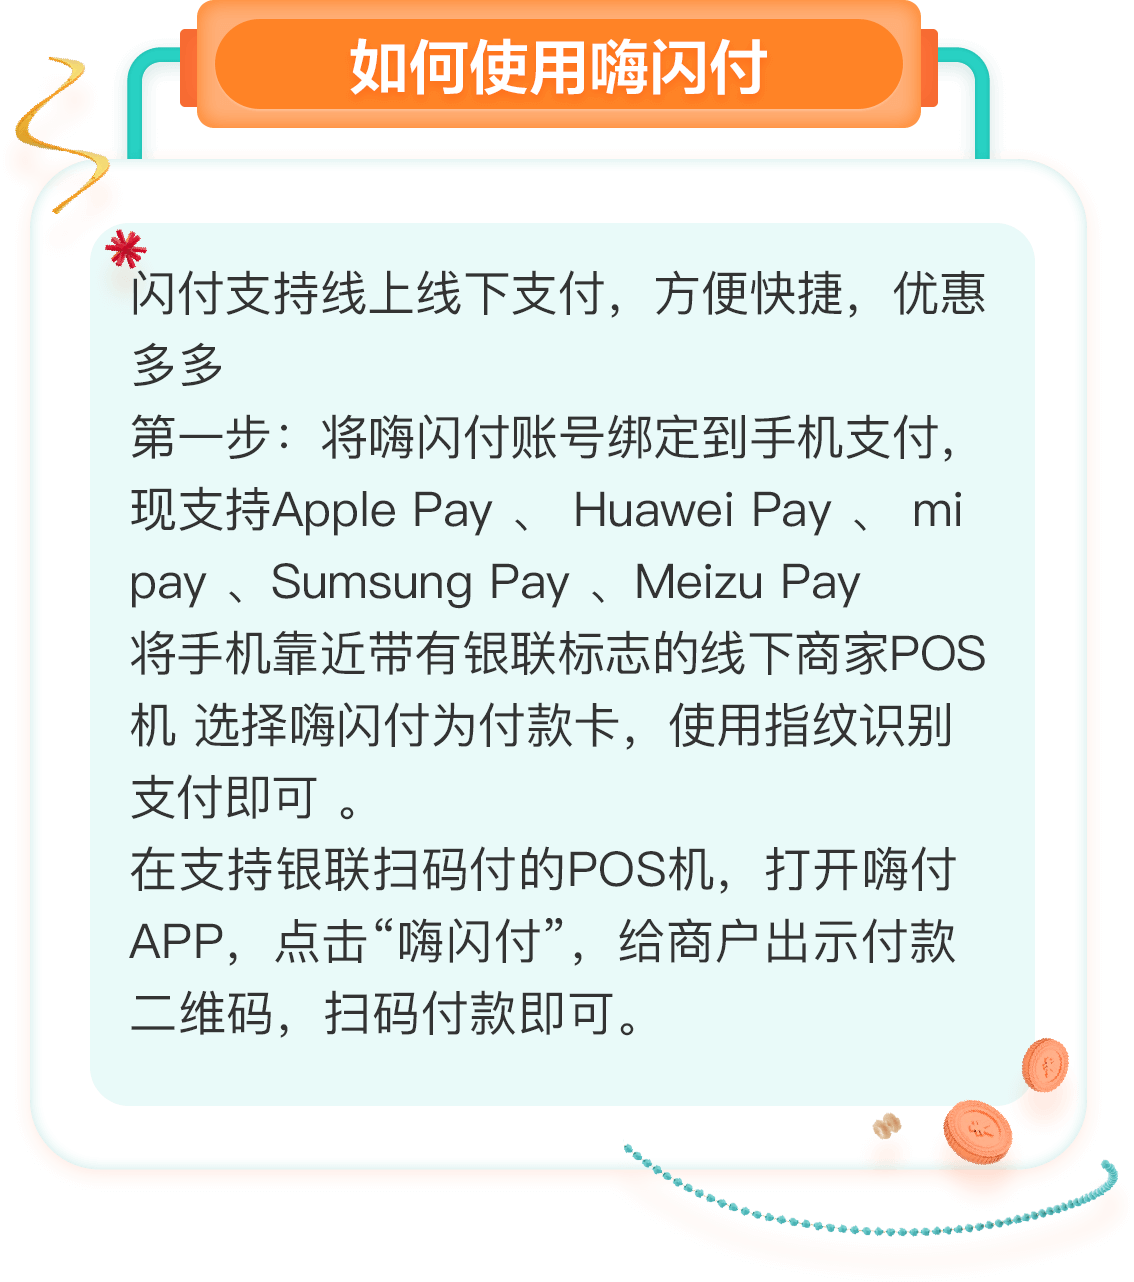 如何使用嗨闪付
闪付支持线上线下支付，方便快捷，优惠
多多
第一步：将嗨闪付账号绑定到手机支付，
现支持Apple Pay 、 Huawei Pay 、 mi
pay 、Sumsung Pay 、Meizu Pay
将手机靠近带有银联标志的线下商家POS
机 选择嗨闪付为付款卡，使用指纹识别
支付即可 。
在支持银联扫码付的POS机，打开嗨付
APP，点击“嗨闪付”，给商户出示付款
二维码，扫码付款即可。